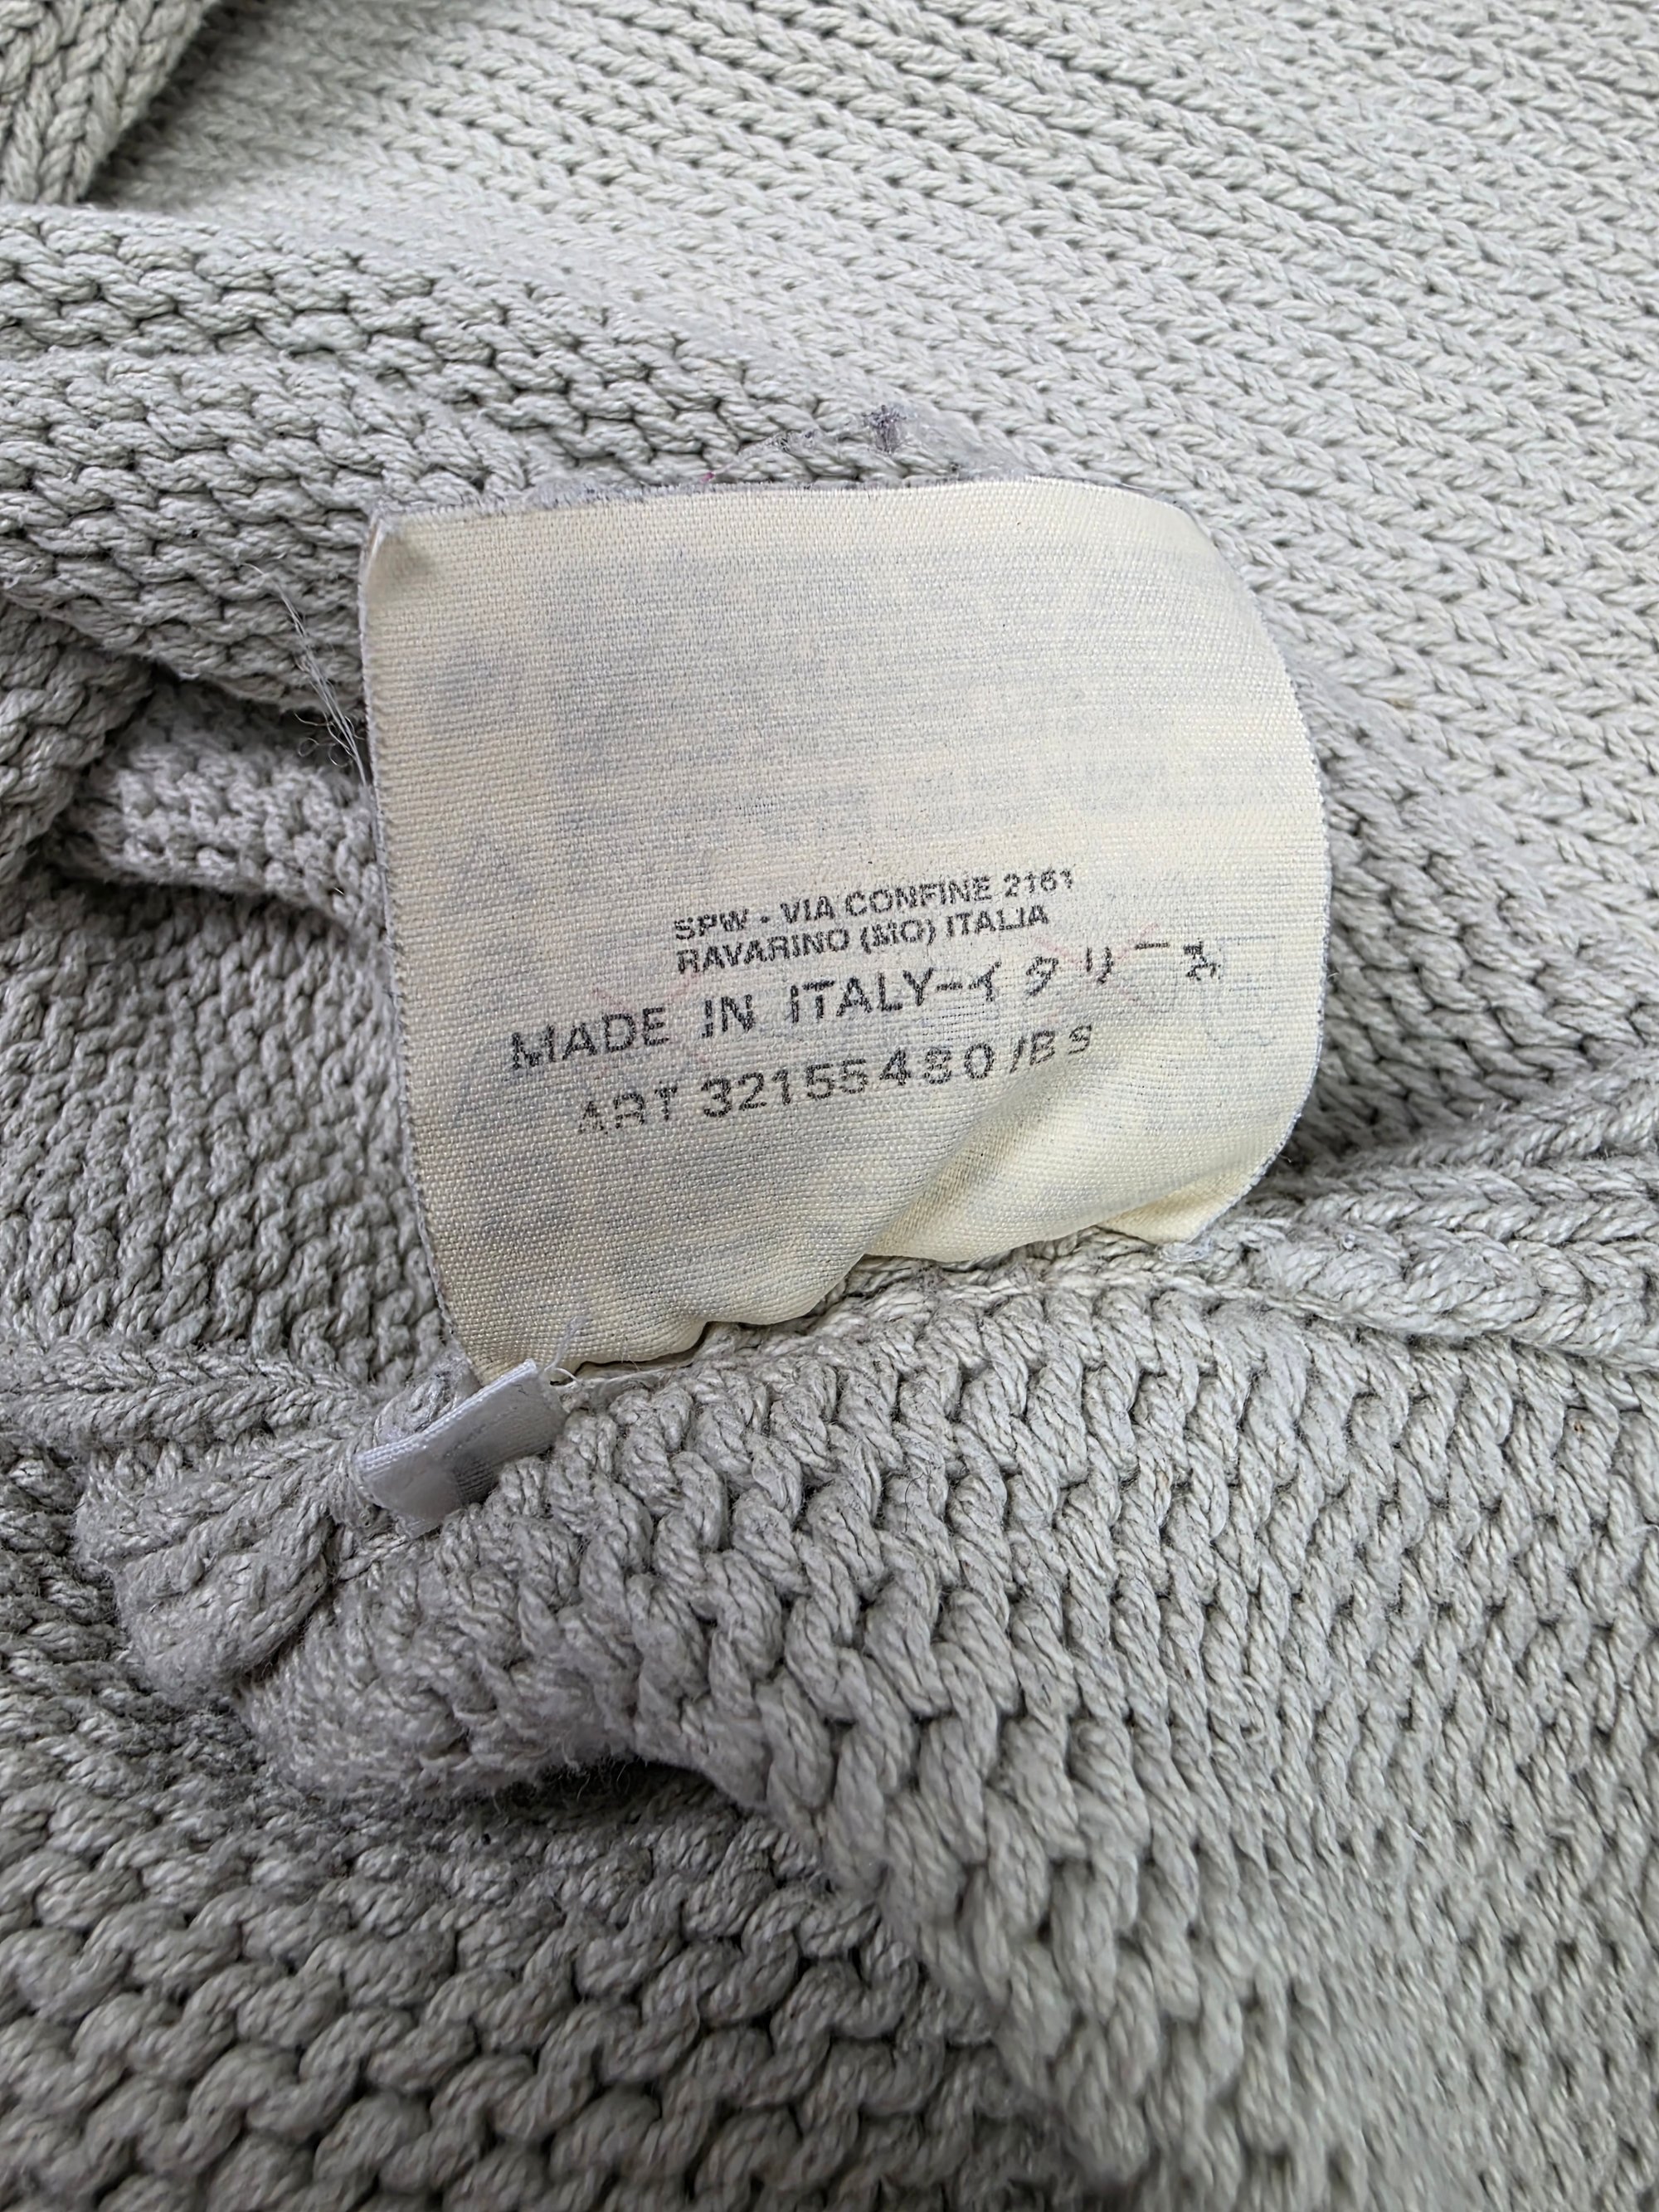 SPW - VIA CONFINE 2161
RAVARINO (MO) ITALIA
MADE IN ITALY-イタリー製
ART 32155480/BS